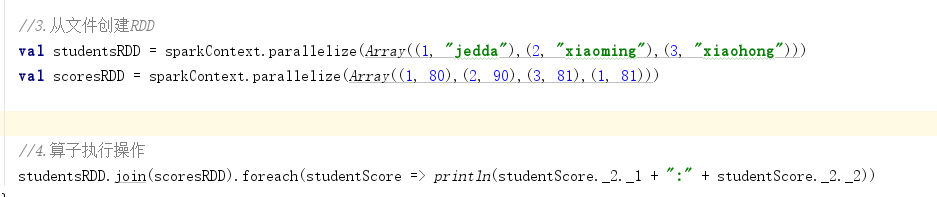 //3.从文件创建RDD
val studentsRDD = sparkContext.parallelize(Array((1, "jedda"),(2, "xiaoming"),(3, "xiaohong")))
val scoresRDD = sparkContext.parallelize(Array((1, 80),(2, 90),(3, 81),(1, 81)))
//4.算子执行操作
studentsRDD.join(scoresRDD).foreach(studentScore => println(studentScore._2._1 + ":" + studentScore._2._2))